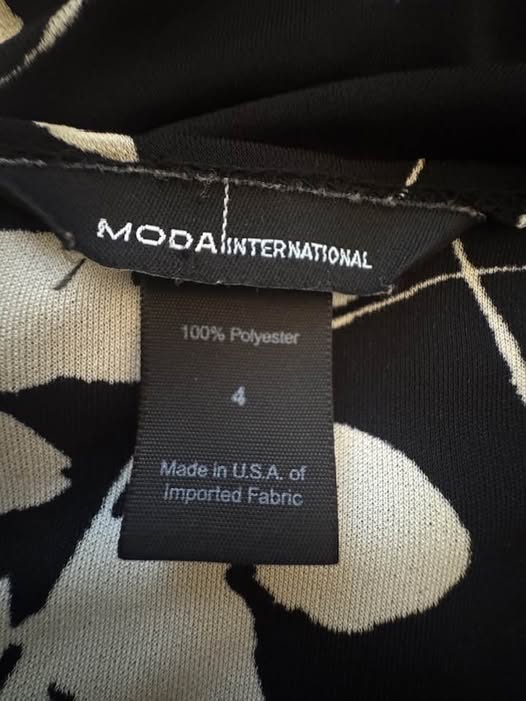 MODA INTERNATIONAL
100% Polyester
4
Made in U.S.A. of
Imported Fabric